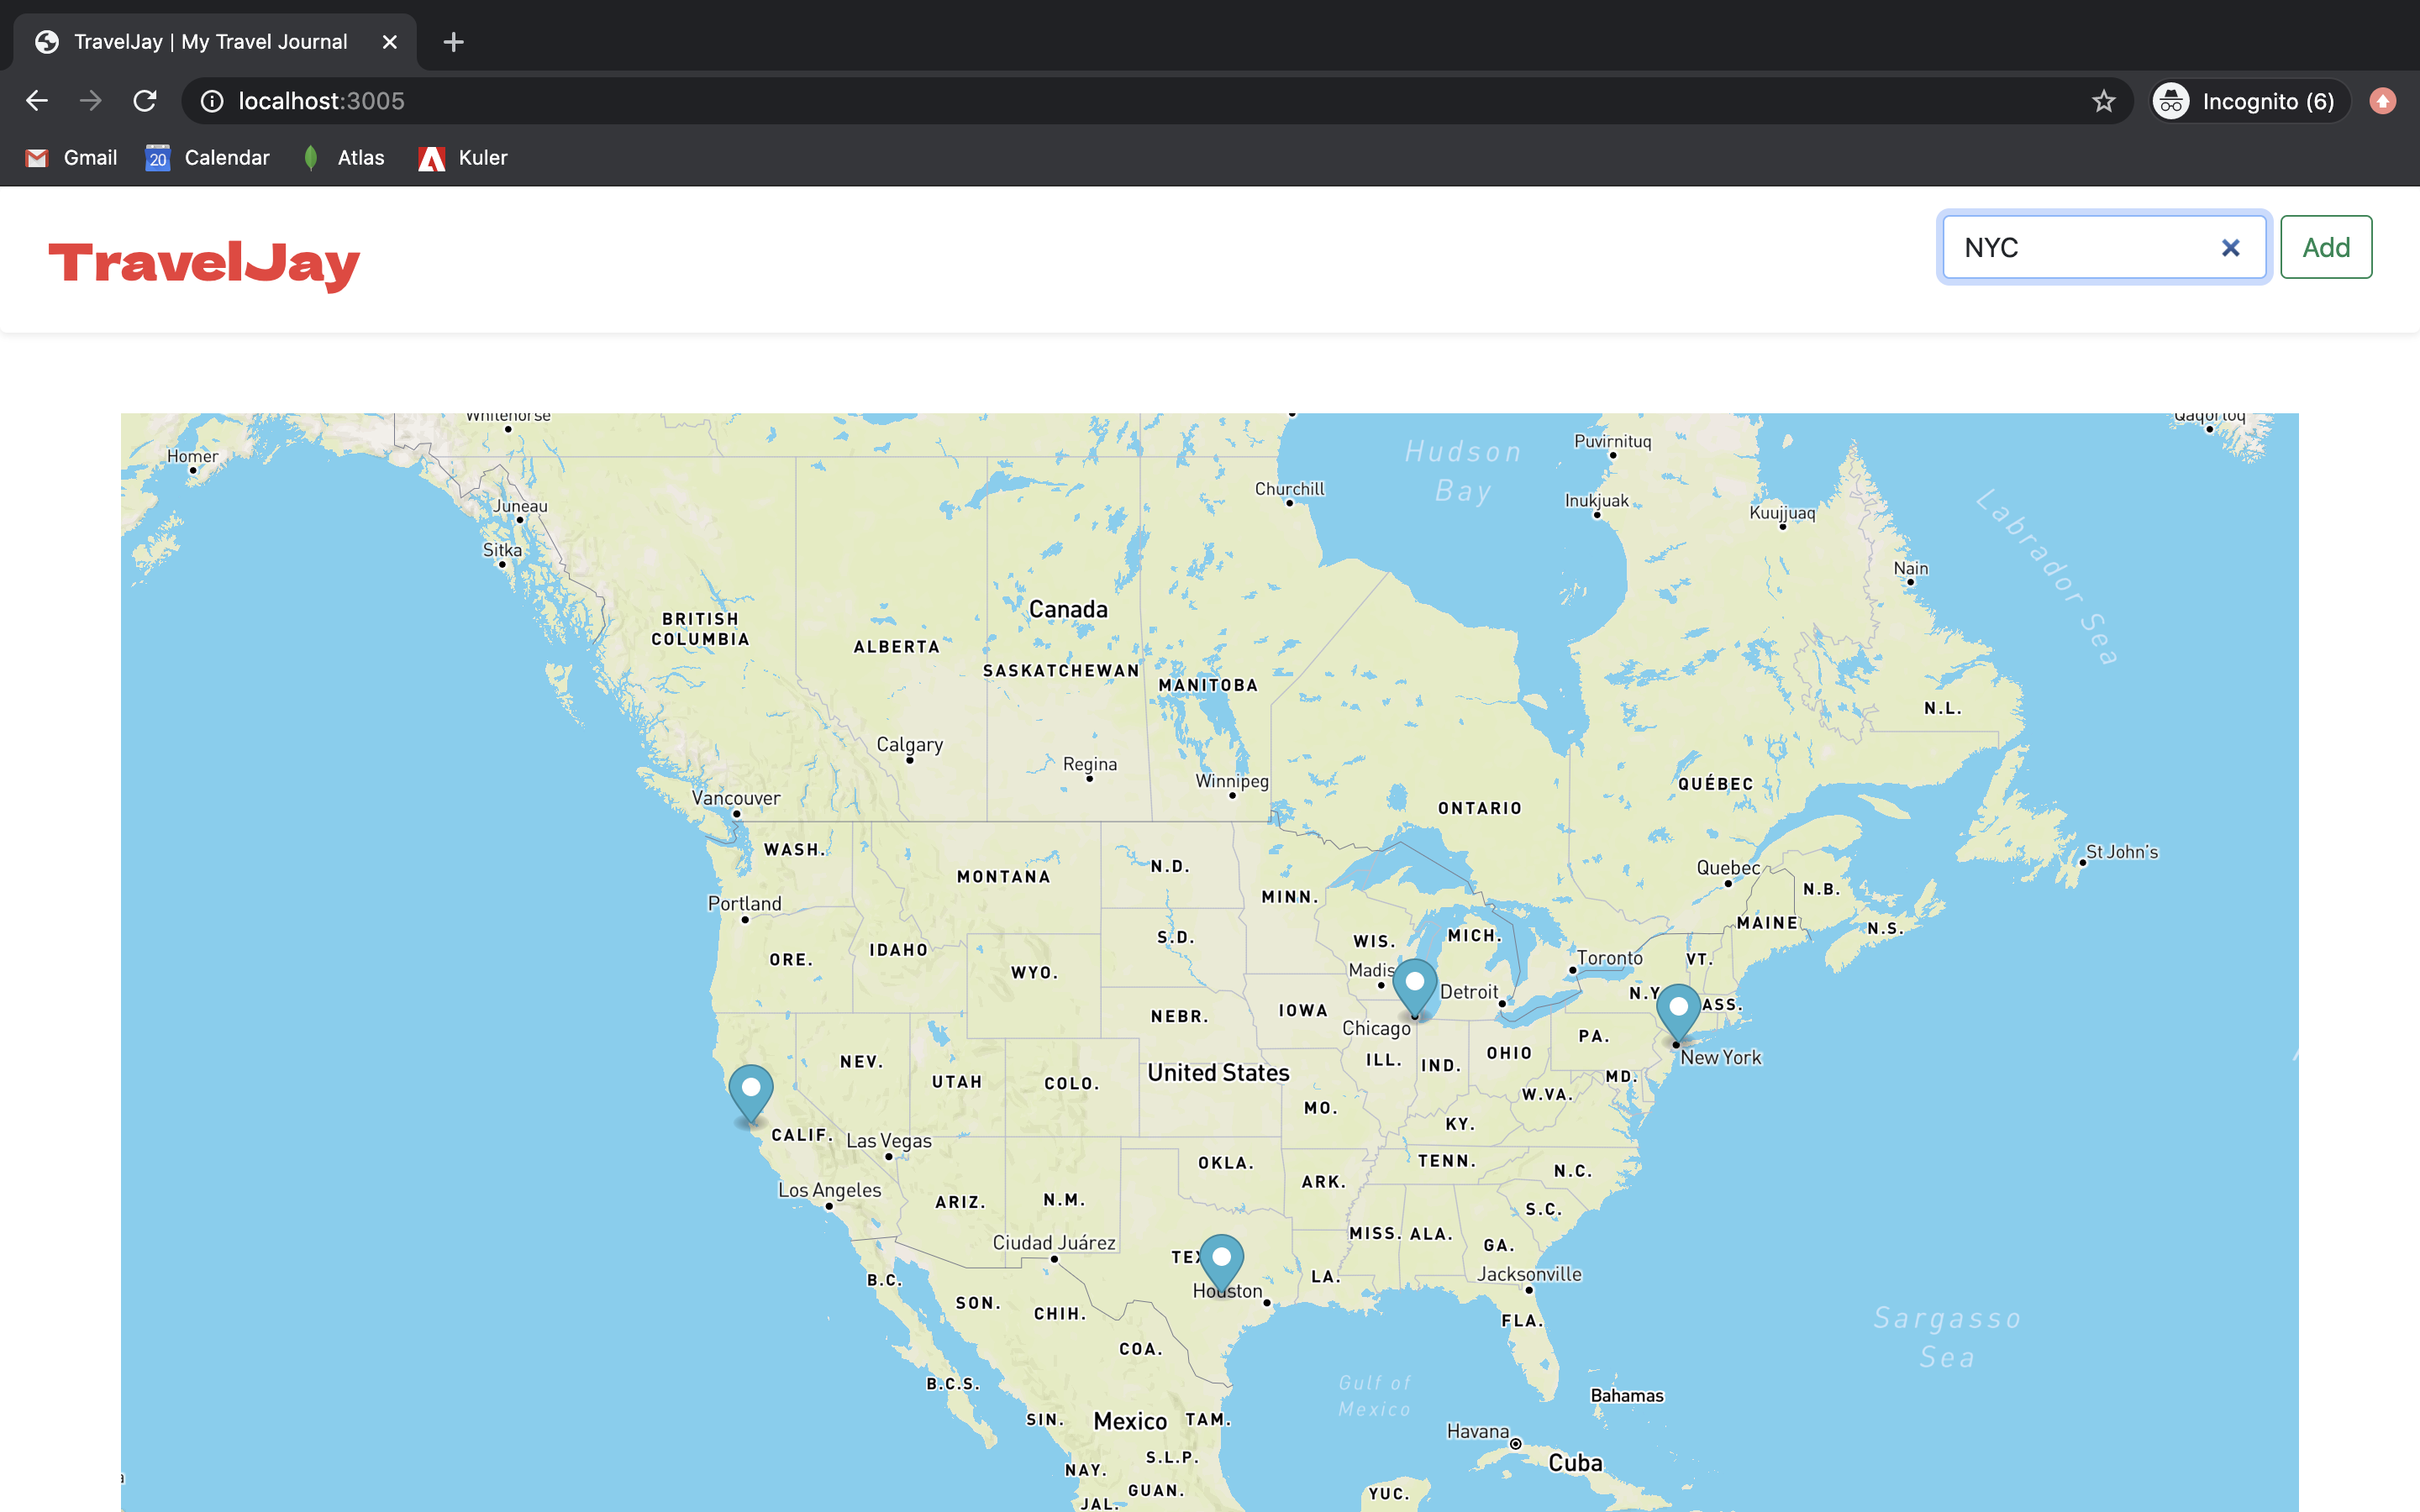 TravelJay | My Travel Journal
localhost:3005
Incognito (6)
Gmail
20
Calendar
Atlas
Kuler
TravelJay
NYC
Add
Whitehorse
Qaqortoq
Homer
Hudson
Bay
Puvirnituq
Churchill
Inukjuak
Kuujjuaq
Labrador Sea
Juneau
Sitka
Nain
Canada
BRITISH
COLUMBIA
ALBERTA
SASKATCHEWAN
MANITOBA
N.L.
Calgary
Regina
Winnipeg
QUÉBEC
Vancouver
ONTARIO
WASH.
St John's
MONTANA
N.D.
Quebec
N.B.
MINN.
Portland
MAINE
N.S.
WIS.
MICH.
S.D.
IDAHO
ORE.
Toronto
VT.
WYO.
Madis
Detroit
N.Y
ASS.
IOWA
NEBR.
Chicago
PA.
New York
OHIO
ILL.
IND.
NEV.
United States
MD.
UTAH
COLO.
W.VA.
MO.
KY.
CALIF.
Las Vegas
OKLA.
TENN.
N.C.
ARK.
Los Angeles
ARIZ.
N.M.
S.C.
MISS.
ALA.
Ciudad Juárez
GA.
TEX
Jacksonville
LA.
B.C.
Houston
SON.
CHIH.
FLA.
Sargasso
Sea
COA.
B.C.S.
Gulf of
Mexico
Bahamas
SIN.
Mexico
TAM.
Havana
S.L.P.
Cuba
NAY.
GUAN.
YUC.
JAL.